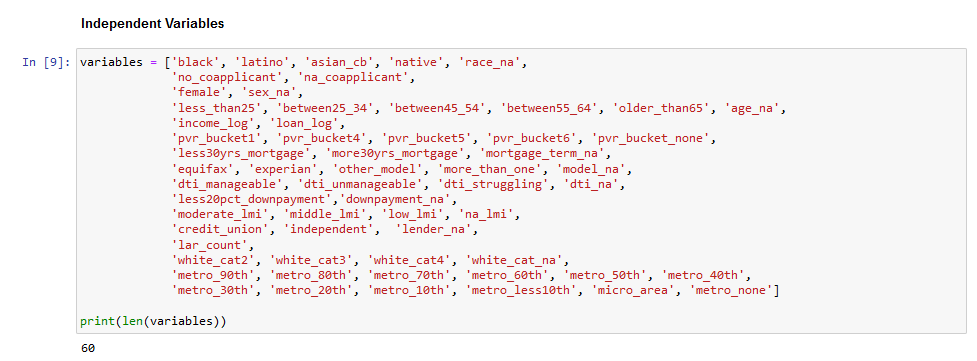 Independent Variables
In [9]: variables = ['black', 'latino', 'asian_cb', 'native', 'race_na',
'no_coapplicant', 'na_coapplicant',
'female', 'sex_na',
'less_than25', 'between25_34', 'between45_54', 'between55_64', 'older_than65', 'age_na',
'income_log', 'loan_log',
'pvr_bucket1', 'pvr_bucket4', 'pvr_bucket5', 'pvr_bucket6', 'pvr_bucket_none',
'less30yrs_mortgage', 'more30yrs_mortgage', 'mortgage_term_na',
'equifax', 'experian', 'other_model', 'more_than_one', 'model_na',
'dti_manageable', 'dti_unmanageable', 'dti_struggling', 'dti_na',
'less20pct_downpayment','downpayment_na',
'moderate_lmi', 'middle_lmi', 'low_lmi', 'na_lmi',
'credit_union', 'independent',  'lender_na',
'lar_count',
'white_cat2', 'white_cat3', 'white_cat4', 'white_cat_na',
'metro_90th', 'metro_80th', 'metro_70th', 'metro_60th', 'metro_50th', 'metro_40th',
'metro_30th', 'metro_20th', 'metro_10th', 'metro_less10th', 'micro_area', 'metro_none']
print(len(variables))
60